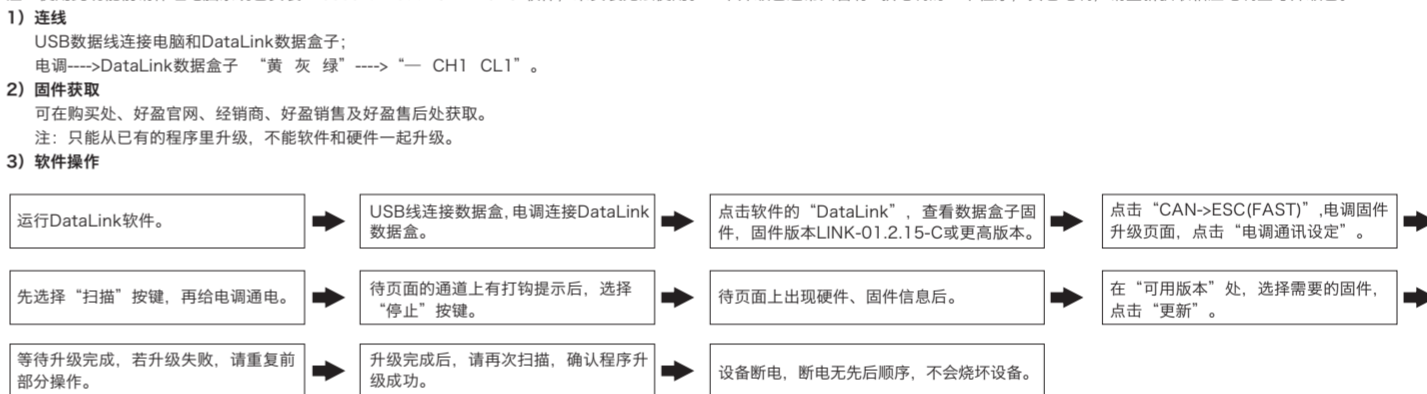 1）连线
USB数据线连接电脑和DataLink数据盒子；
电调---->DataLink数据盒子 “黄 灰 绿”---->“— CH1 CL1”。
2）固件获取
可在购买处、好盈官网、经销商、好盈销售及好盈售后处获取。
注：只能从已有的程序里升级，不能软件和硬件一起升级。
3）软件操作
运行DataLink软件。
USB线连接数据盒，电调连接DataLink
数据盒。
点击软件的“DataLink”，查看数据盒子固
件，固件版本LINK-01.2.15-C或更高版本。
点击“CAN->ESC(FAST)”,电调固件
升级页面，点击“电调通讯设定”。
先选择“扫描”按键，再给电调通电。
待页面的通道上有打钩提示后，选择
“停止”按键。
待页面上出现硬件、固件信息后。
在“可用版本”处，选择需要的固件，
点击“更新”。
等待升级完成，若升级失败，请重复前
部分操作。
升级完成后，请再次扫描，确认程序升
级成功。
设备断电，断电无先后顺序，不会烧坏设备。